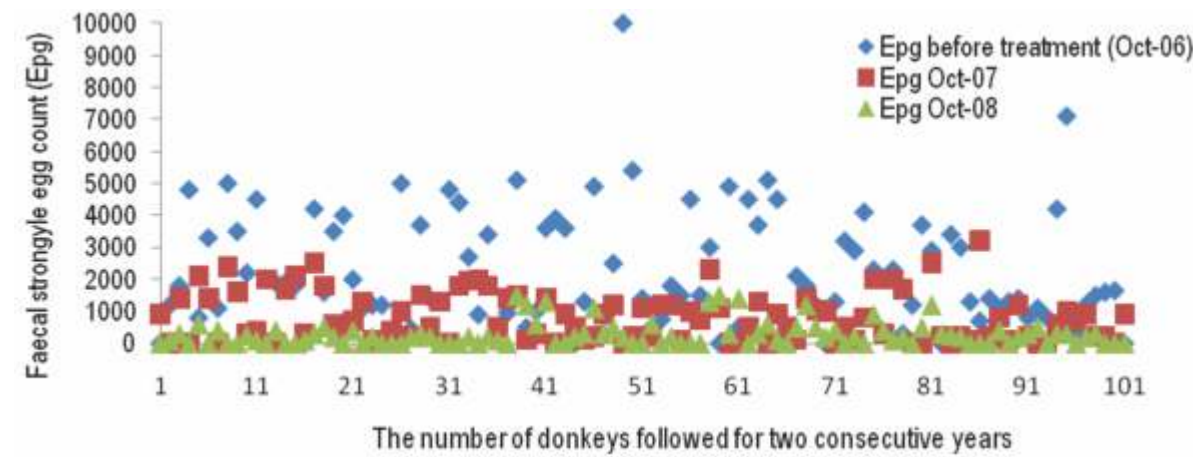 Faecal strongyle egg count (Epg)
10000
9000
8000
7000
6000
5000
4000
3000
2000
1000
0
Epg before treatment (Oct-06)
Epg Oct-07
Epg Oct-08
1 11 21 31 41 51 61 71 81 91 101
The number of donkeys followed for two consecutive years